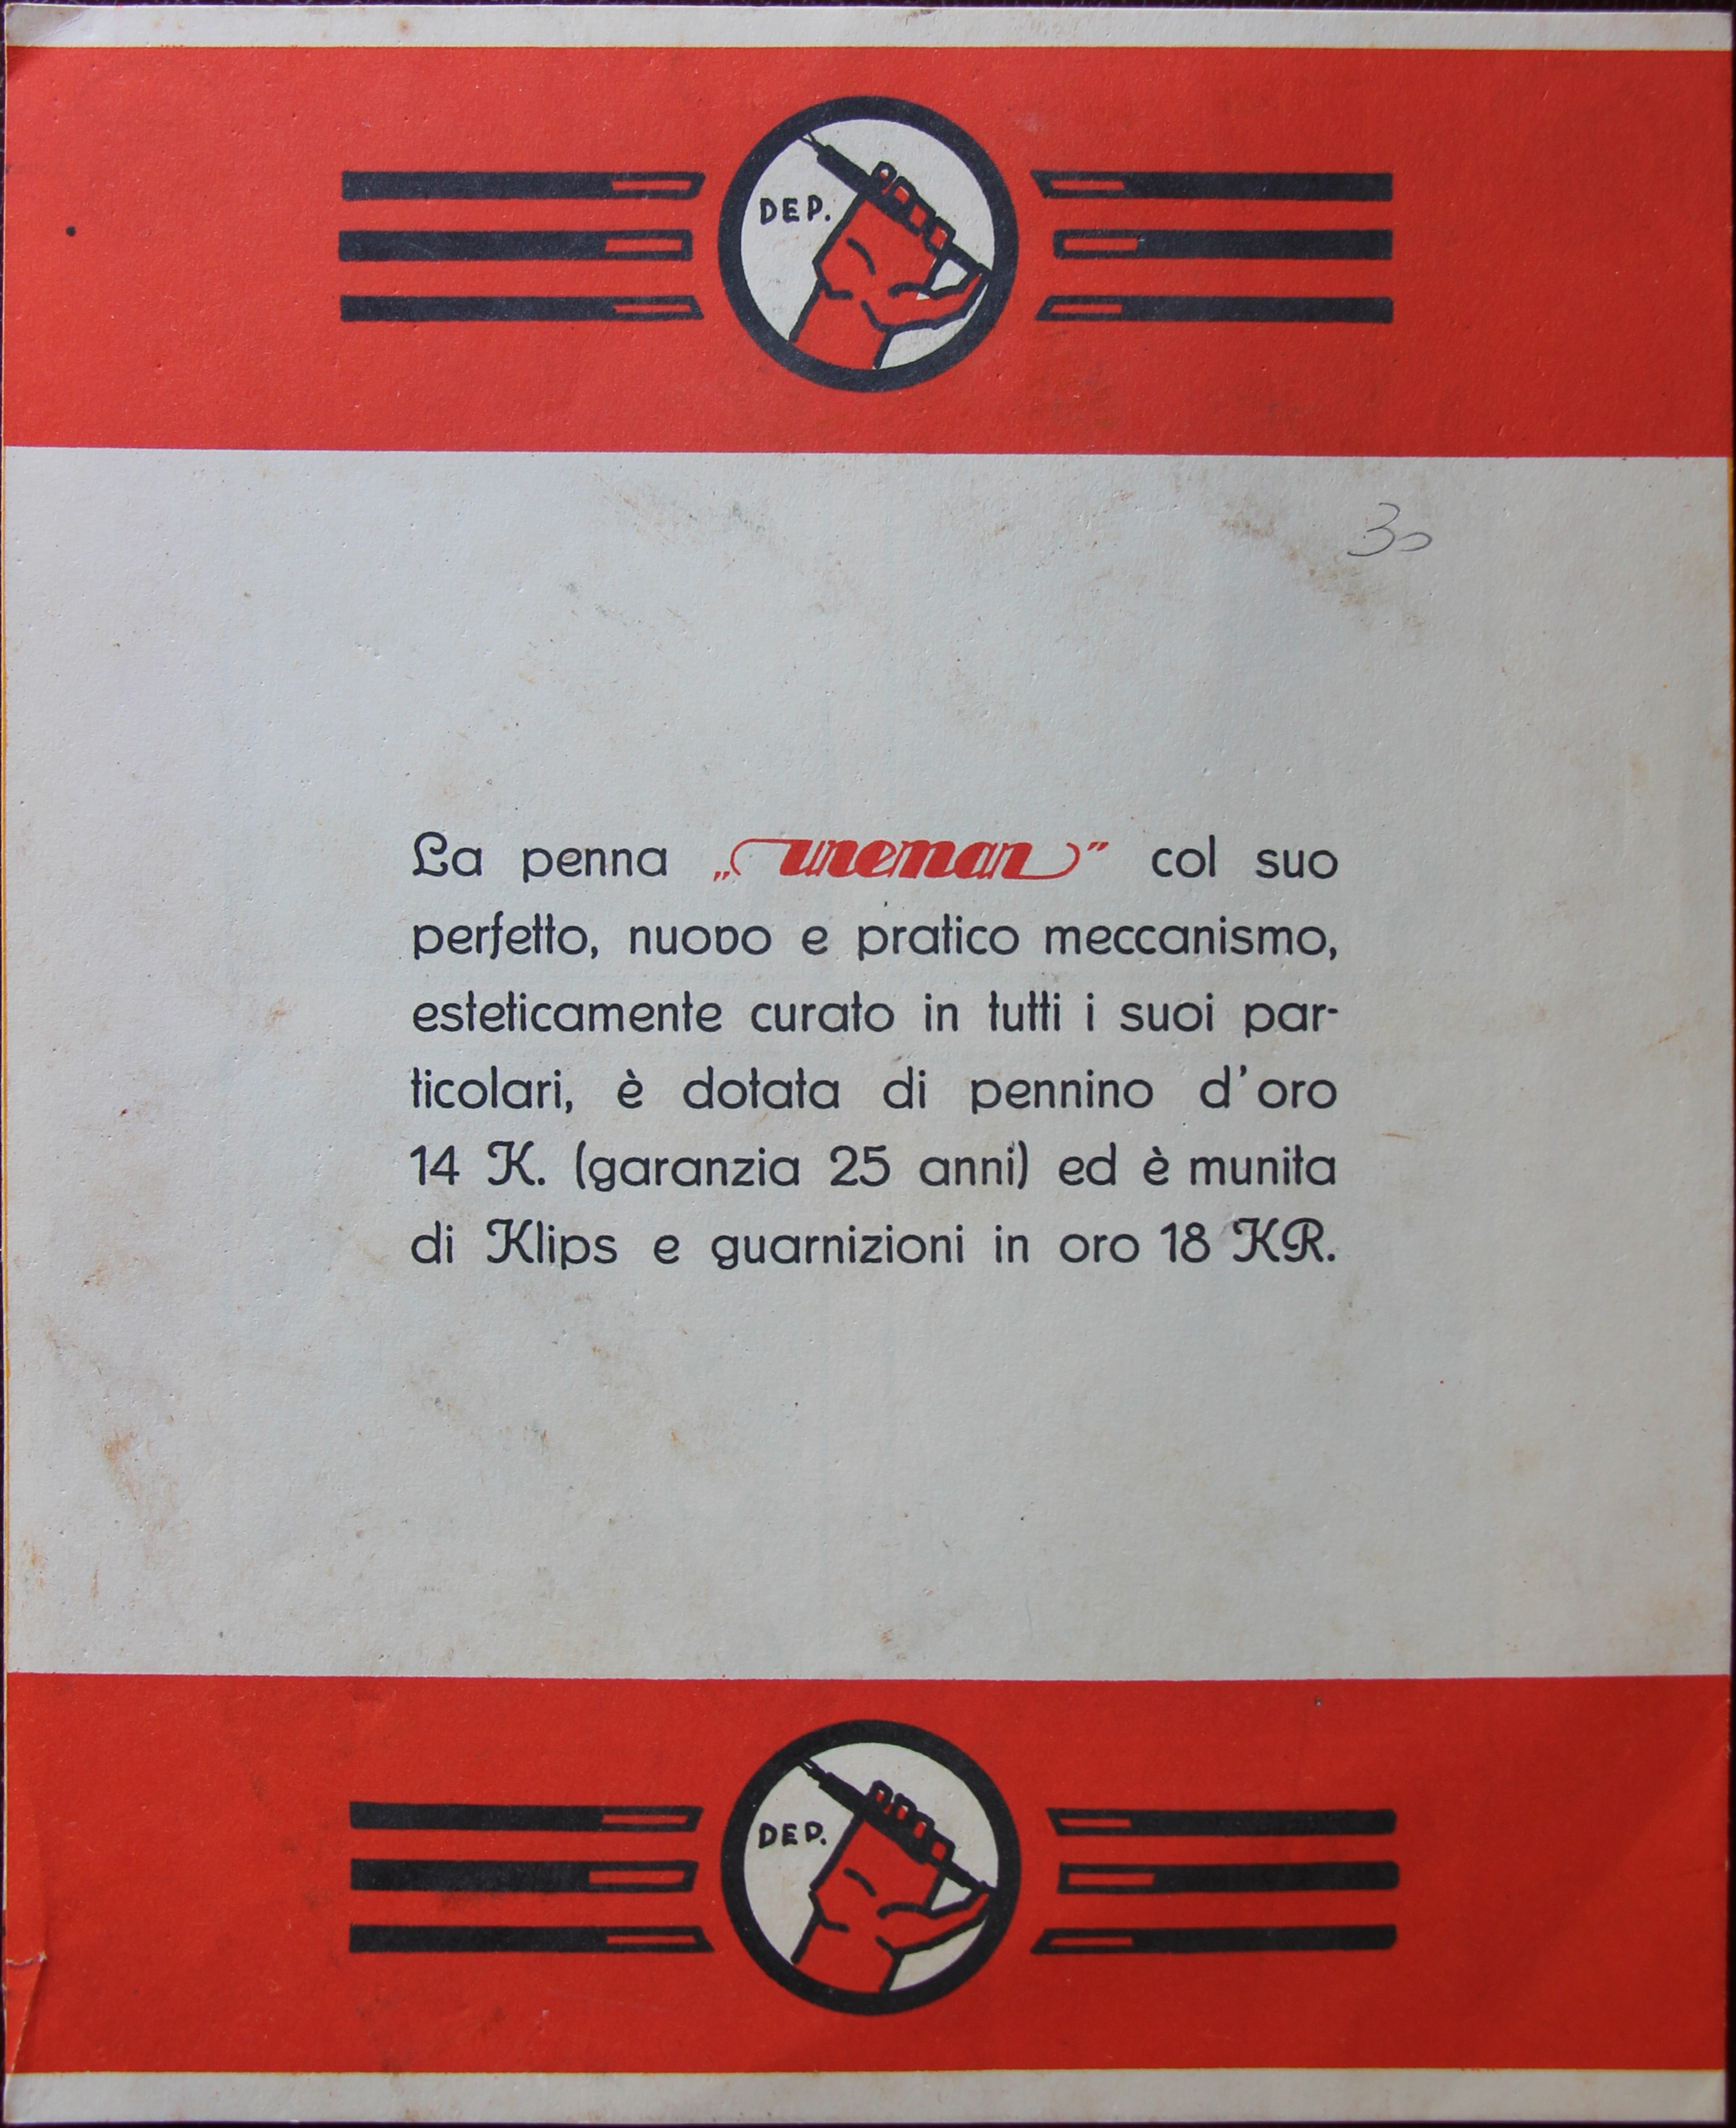 DEP.
30
La penna „uneman" col suo
perfetto, nuovo e pratico meccanismo,
esteticamente curato in tutti i suoi par-
ticolari, è dotata di pennino d'oro
14 K. (garanzia 25 anni) ed è munita
di Klips e guarnizioni in oro 18 KR.
DEP.